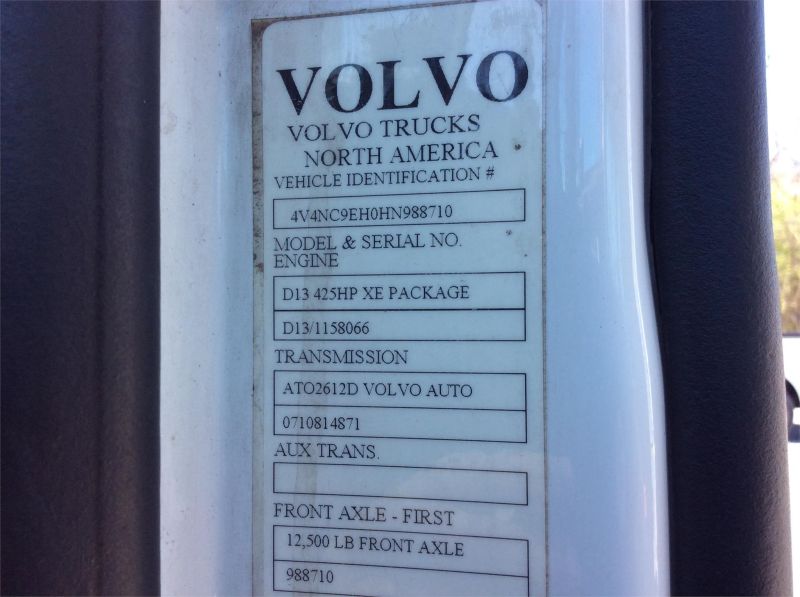 VOLVO
VOLVO TRUCKS
NORTH AMERICA
VEHICLE IDENTIFICATION #
4V4NC9EH0HN988710
MODEL & SERIAL NO.
ENGINE
D13 425HP XE PACKAGE
D13/1158066
TRANSMISSION
ATO2612D VOLVO AUTO
0710814871
AUX TRANS.
FRONT AXLE - FIRST
12,500 LB FRONT AXLE
988710